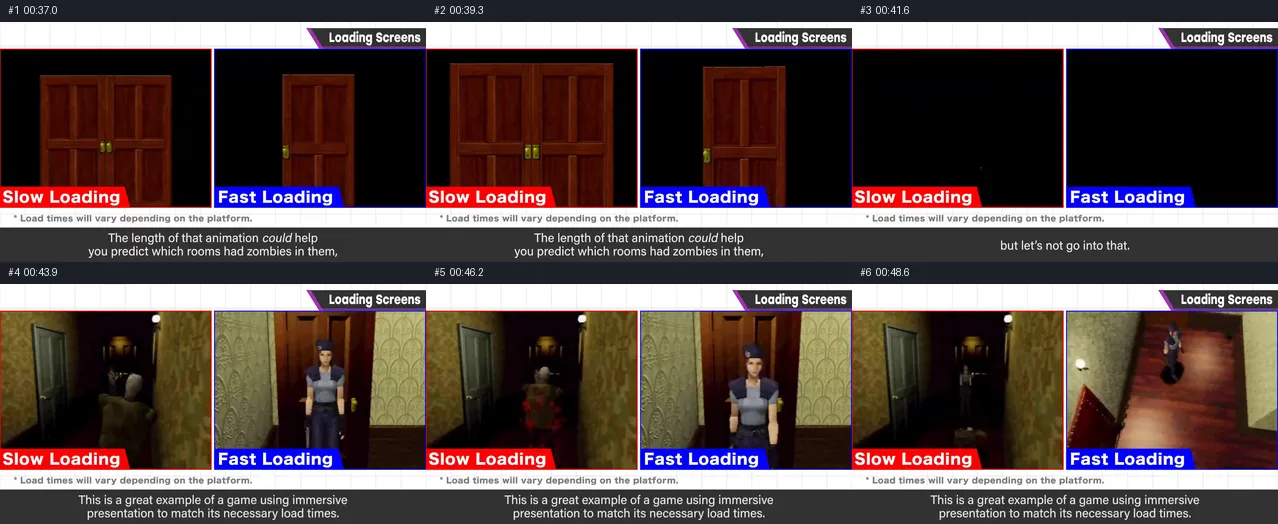 #1 00:37.0
Loading Screens
Slow Loading
Fast Loading
* Load times will vary depending on the platform.
The length of that animation could help
you predict which rooms had zombies in them,
#2 00:39.3
Loading Screens
Slow Loading
Fast Loading
* Load times will vary depending on the platform.
The length of that animation could help
you predict which rooms had zombies in them,
#3 00:41.6
Loading Screens
Slow Loading
Fast Loading
* Load times will vary depending on the platform.
but let's not go into that.
#4 00:43.9
Loading Screens
Slow Loading
Fast Loading
* Load times will vary depending on the platform.
This is a great example of a game using immersive
presentation to match its necessary load times.
#5 00:46.2
Loading Screens
Slow Loading
Fast Loading
* Load times will vary depending on the platform.
This is a great example of a game using immersive
presentation to match its necessary load times.
#6 00:48.6
Loading Screens
Slow Loading
Fast Loading
* Load times will vary depending on the platform.
This is a great example of a game using immersive
presentation to match its necessary load times.